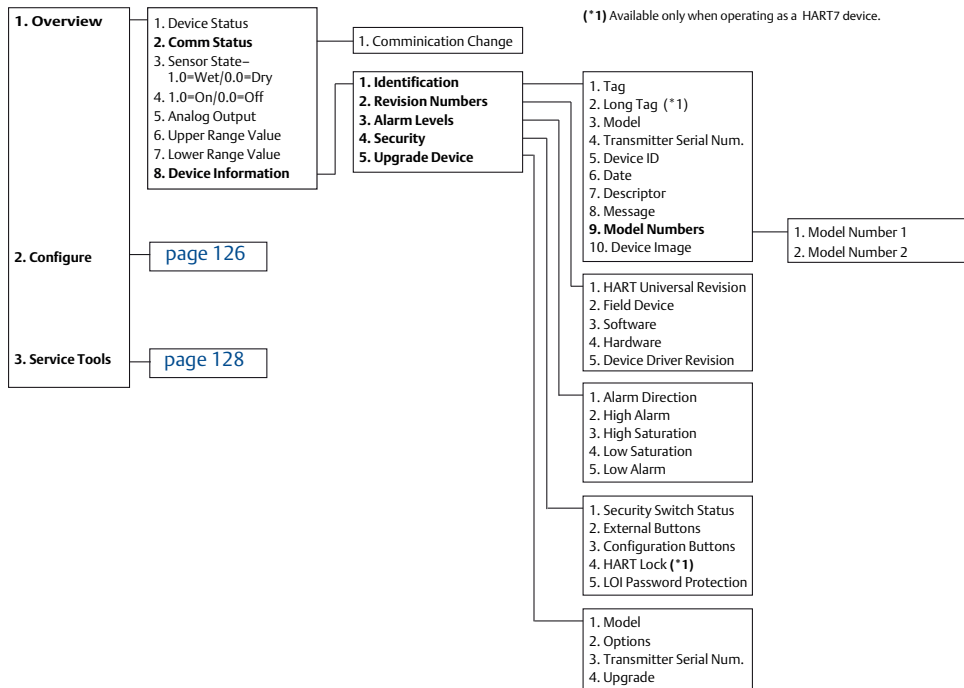 (*1) Available only when operating as a HART7 device.
1. Overview
2. Configure
3. Service Tools
1. Device Status
2. Comm Status
3. Sensor State–
1.0=Wet/0.0=Dry
4. 1.0=On/0.0=Off
5. Analog Output
6. Upper Range Value
7. Lower Range Value
8. Device Information
page 126
page 128
1. Comminication Change
1. Identification
2. Revision Numbers
3. Alarm Levels
4. Security
5. Upgrade Device
1. Tag
2. Long Tag (*1)
3. Model
4. Transmitter Serial Num.
5. Device ID
6. Date
7. Descriptor
8. Message
9. Model Numbers
10. Device Image
1. Model Number 1
2. Model Number 2
1. HART Universal Revision
2. Field Device
3. Software
4. Hardware
5. Device Driver Revision
1. Alarm Direction
2. High Alarm
3. High Saturation
4. Low Saturation
5. Low Alarm
1. Security Switch Status
2. External Buttons
3. Configuration Buttons
4. HART Lock (*1)
5. LOI Password Protection
1. Model
2. Options
3. Transmitter Serial Num.
4. Upgrade